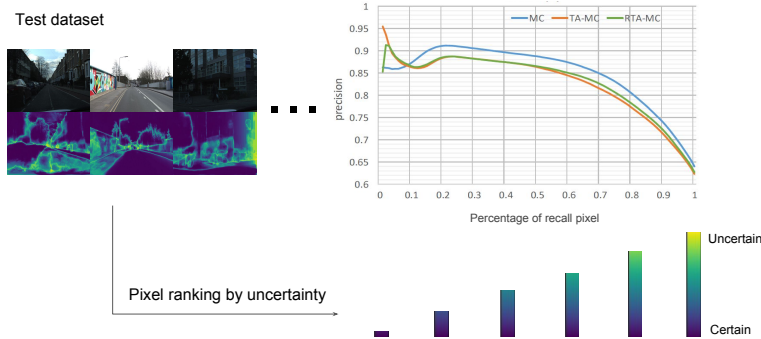 Test dataset
MC TA-MC RTA-MC
1
0.95
0.9
0.85
0.8
0.75
0.7
0.65
0.6
precision
0 0.1 0.2 0.3 0.4 0.5 0.6 0.7 0.8 0.9 1
Percentage of recall pixel
Pixel ranking by uncertainty
Uncertain
Certain